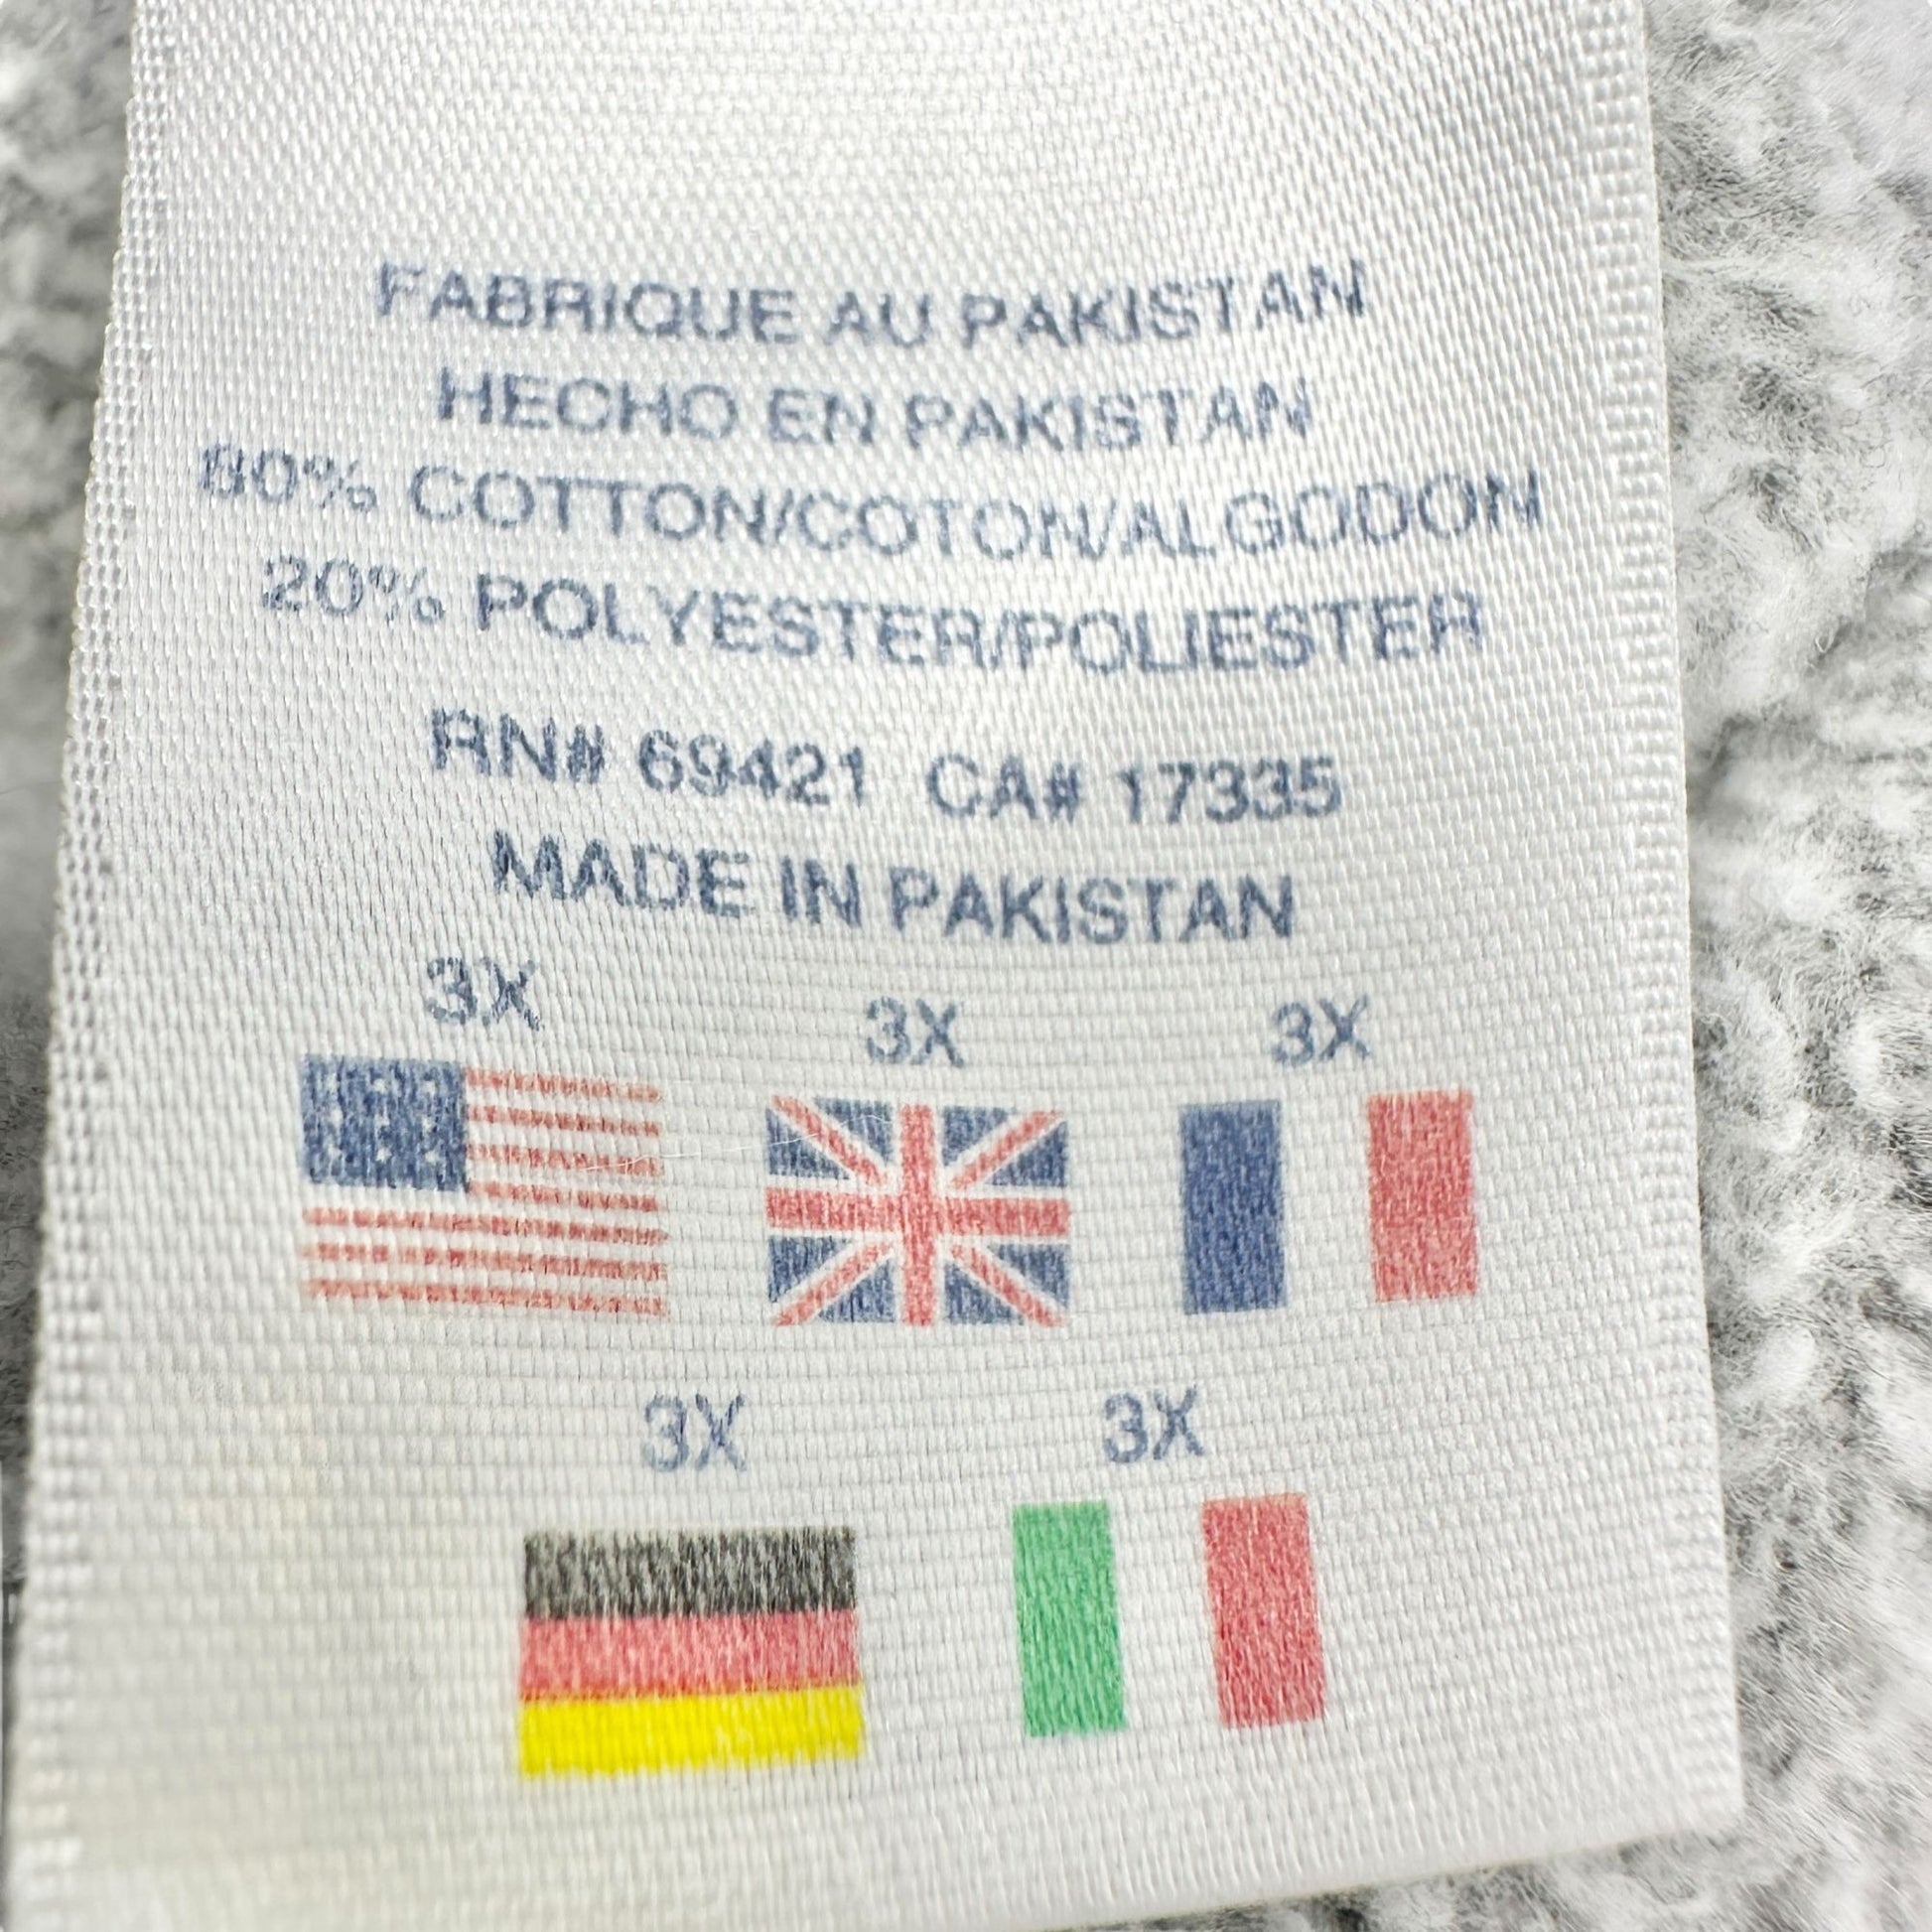 FABRIQUE AU PAKISTAN
HECHO EN PAKISTAN
80% COTTON/COTON/ALGODON
20% POLYESTER/POLIESTER
RN# 69421 CA# 17335
MADE IN PAKISTAN
3X 3X 3X
3X 3X